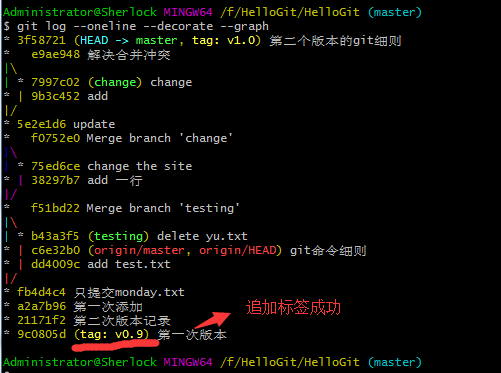 Administrator@Sherlock MINGW64 /f/HelloGit/HelloGit (master)
$ git log --oneline --decorate --graph
* 3f58721 (HEAD -> master, tag: v1.0) 第二个版本的git细则
*   e9ae948 解决合并冲突
|\
| * 7997c02 (change) change
* | 9b3c452 add
|/
* 5e2e1d6 update
*   f0752e0 Merge branch 'change'
|\
| * 75ed6ce change the site
* | 38297b7 add 一行
|/
*   f51bd22 Merge branch 'testing'
|\
| * b43a3f5 (testing) delete yu.txt
* | c6e32b0 (origin/master, origin/HEAD) git命令细则
* | dd4009c add test.txt
|/
* fb4d4c4 只提交monday.txt
* a2a7b96 第一次添加
* 21171f2 第二次版本记录
* 9c0805d (tag: v0.9) 第一次版本
追加标签成功
Administrator@Sherlock MINGW64 /f/HelloGit/HelloGit (master)